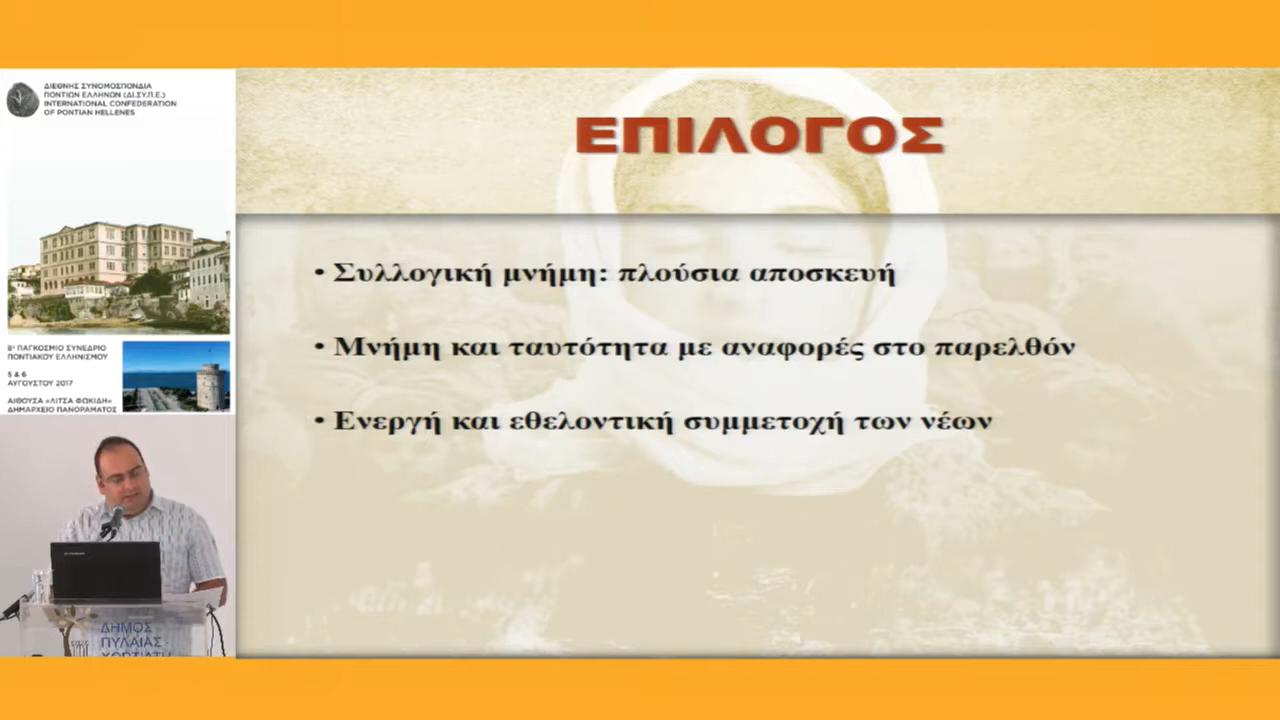 ΔΙΕΘΝΗΣ ΣΥΝΟΜΟΣΠΟΝΔΙΑ
ΠΟΝΤΙΩΝ ΕΛΛΗΝΩΝ (ΔΙ.ΣΥ.Π.Ε.)
INTERNATIONAL CONFEDERATION
OF PONTIAN HELLENES
8ο ΠΑΓΚΟΣΜΙΟ ΣΥΝΕΔΡΙΟ
ΠΟΝΤΙΑΚΟΥ ΕΛΛΗΝΙΣΜΟΥ
5 & 6
ΑΥΓΟΥΣΤΟΥ 2017
ΑΙΘΟΥΣΑ «ΛΙΤΣΑ ΦΩΚΙΔΗ»
ΔΗΜΑΡΧΕΙΟ ΠΑΝΟΡΑΜΑΤΟΣ
ΔΗΜΟΣ
ΠΥΛΑΙΑΣ -
ΧΟΡΤΙΑΤΗ
ΕΠΙΛΟΓΟΣ
• Συλλογική μνήμη: πλούσια αποσκευή
• Μνήμη και ταυτότητα με αναφορές στο παρελθόν
• Ενεργή και εθελοντική συμμετοχή των νέων